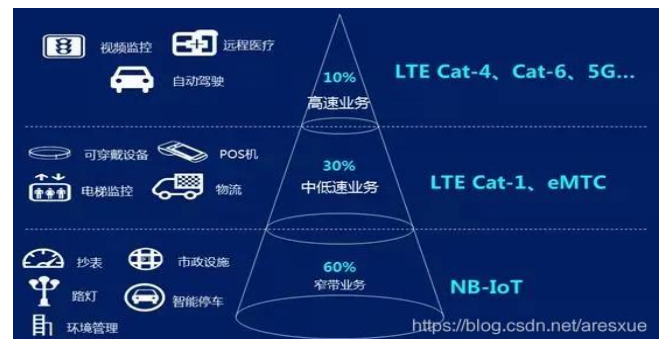 视频监控
远程医疗
自动驾驶
10%
高速业务
LTE Cat-4、Cat-6、5G...
可穿戴设备
POS机
电梯监控
物流
30%
中低速业务
LTE Cat-1、eMTC
抄表
市政设施
路灯
智能停车
环境管理
60%
窄带业务
NB-IoT
https://blog.csdn.net/aresxue